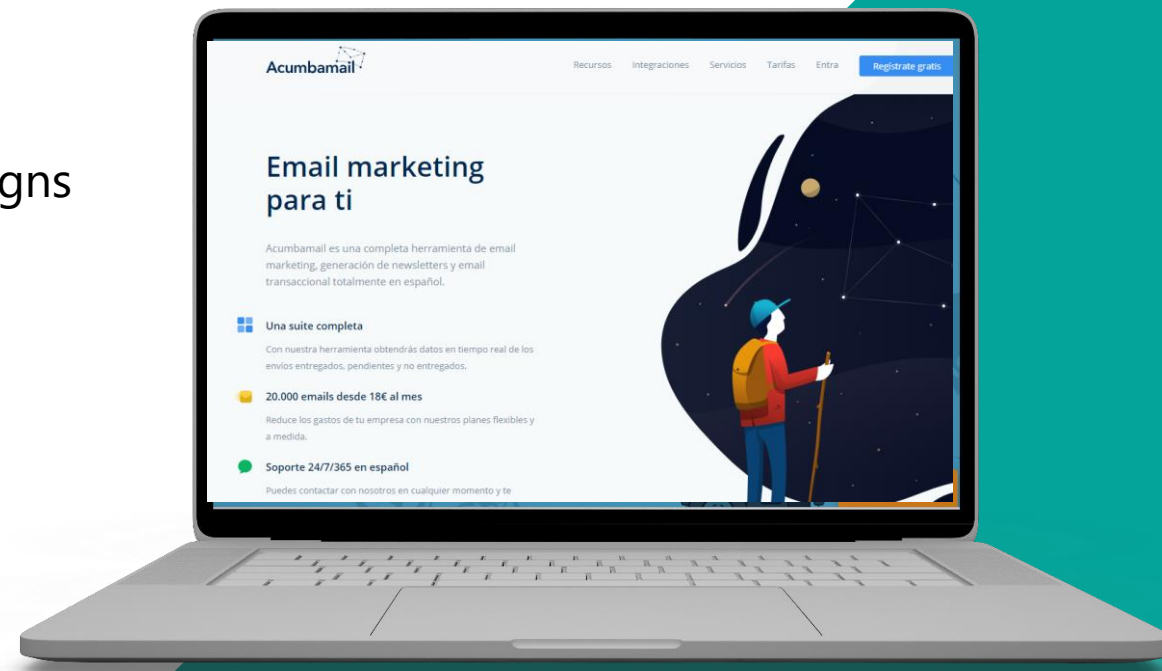 gns
Acumbamail
Recursos Integraciones Servicios Tarifas Entra Regístrate gratis
Email marketing
para ti
Acumbamail es una completa herramienta de email
marketing, generación de newsletters y email
transaccional totalmente en español.
Una suite completa
Con nuestra herramienta obtendrás datos en tiempo real de los
envíos entregados, pendientes y no entregados.
20.000 emails desde 18€ al mes
Reduce los gastos de tu empresa con nuestros planes flexibles y
a medida.
Soporte 24/7/365 en español
Puedes contactar con nosotros en cualquier momento y te